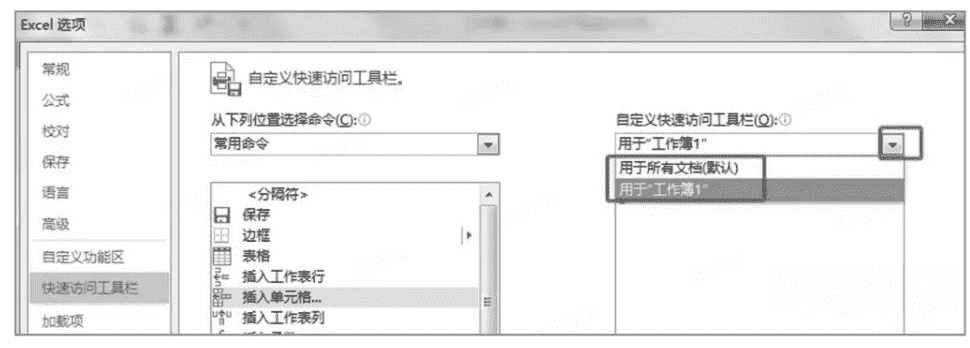 Excel 选项
常规
公式
校对
保存
语言
高级
自定义功能区
快速访问工具栏
加载项
自定义快速访问工具栏。
从下列位置选择命令(C):
常用命令
<分隔符>
保存
边框
表格
插入工作表行
插入单元格...
插入工作表列
自定义快速访问工具栏(Q):
用于“工作簿1”
用于所有文档(默认)
用于“工作簿1”